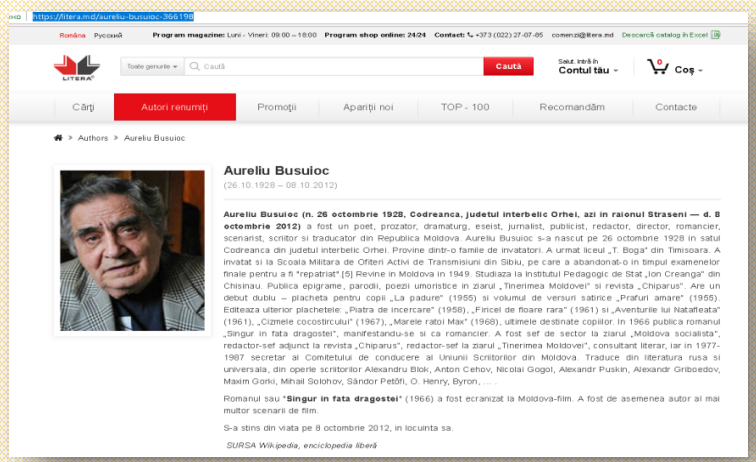 https://litera.md/aureliu-busuioc-366198
Româna Русский Program magazine: Luni - Vineri: 09:00 – 18:00 Program shop online: 24/24 Contact: +373 (022) 27-07-85 comenzi@litera.md Descarcă catalog în Excel
LITERA
Toate genurile Caută Caută
Salut. Intră în
Contul tău
0 Coş
Cărţi Autori renumiţi Promoţii Apariţii noi TOP - 100 Recomandăm Contacte
» Authors » Aureliu Busuioc
Aureliu Busuioc
(26.10.1928 – 08.10.2012)
Aureliu Busuioc (n. 26 octombrie 1928, Codreanca, judetul interbelic Orhei, azi in raionul Straseni — d. 8
octombrie 2012) a fost un poet, prozator, dramaturg, eseist, jurnalist, publicist, redactor, director, romancier,
scenarist, scriitor si traducator din Republica Moldova. Aureliu Busuioc s-a nascut pe 26 octombrie 1928 in satul
Codreanca din judetul interbelic Orhei. Provine dintr-o familie de invatatori. A urmat liceul „T. Boga" din Timisoara. A
invatat si la Scoala Militara de Ofiteri Activi de Transmisiuni din Sibiu, pe care a abandonat-o in timpul examenelor
finale pentru a fi "repatriat".[5] Revine in Moldova in 1949. Studiaza la Institutul Pedagogic de Stat „Ion Creanga" din
Chisinau. Publica epigrame, parodii, poezii umoristice in ziarul „Tinerimea Moldovei" si revista „Chiparus". Are un
debut dublu — placheta pentru copii „La padure" (1955) si volumul de versuri satirice „Prafuri amare" (1955).
Editeaza ulterior plachetele: „Piatra de incercare" (1958), „Firicel de floare rara" (1961) si „Aventurile lui Natafleata"
(1961), „Cizmele cocostircului" (1967), „Marele ratoi Max" (1968), ultimele destinate copiilor. In 1966 publica romanul
„Singur in fata dragostei", manifestandu-se si ca romancier. A fost sef de sector la ziarul „Moldova socialista",
redactor-sef adjunct la revista „Chiparus", redactor-sef la ziarul „Tinerimea Moldovei", consultant literar, iar in 1977-
1987 secretar al Comitetului de conducere al Uniunii Scriitorilor din Moldova. Traduce din literatura rusa si
universala, din operele scriitorilor Alexandru Blok, Anton Cehov, Nicolai Gogol, Alexandr Puskin, Alexandr Griboedov,
Maxim Gorki, Mihail Solohov, Sándor Petőfi, O. Henry, Byron, ... .
Romanul sau "Singur in fata dragostei" (1966) a fost ecranizat la Moldova-film. A fost de asemenea autor al mai
multor scenarii de film.
S-a stins din viata pe 8 octombrie 2012, in locuinta sa.
SURSA Wikipedia, enciclopedia liberă